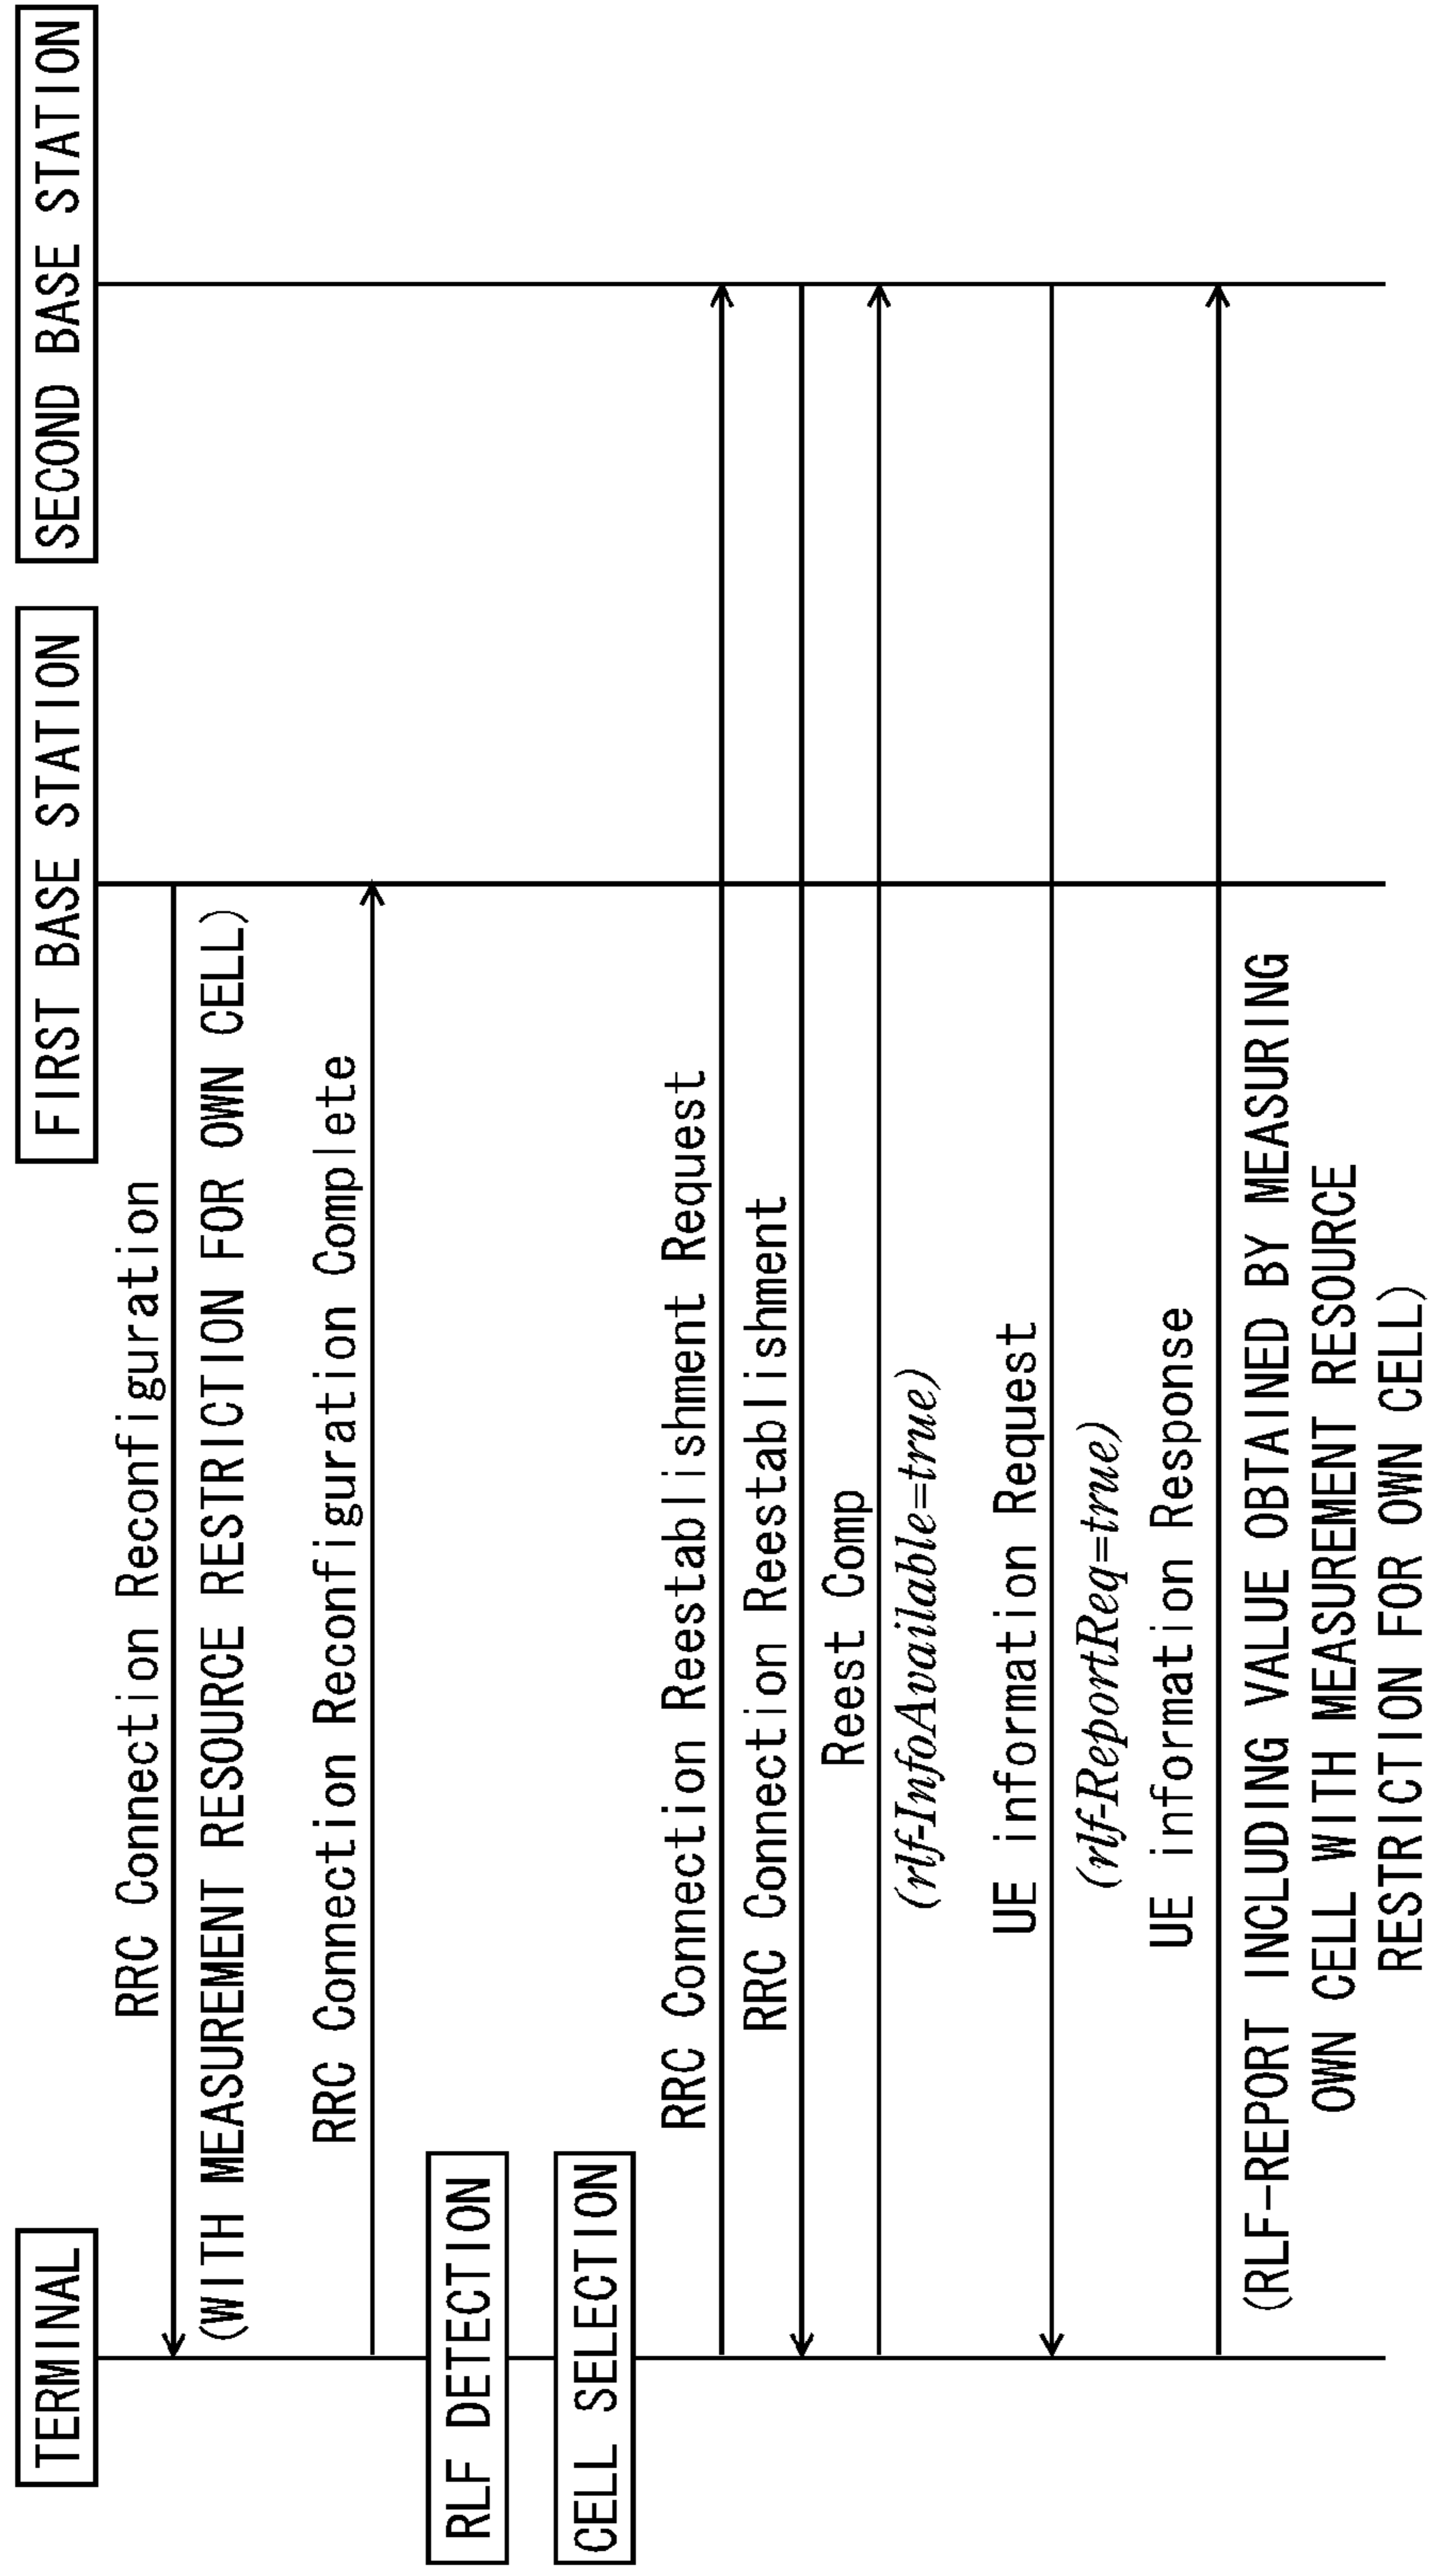 TERMINAL
FIRST BASE STATION
SECOND BASE STATION
RRC Connection Reconfiguration
(WITH MEASUREMENT RESOURCE RESTRICTION FOR OWN CELL)
RRC Connection Reconfiguration Complete
RLF DETECTION
CELL SELECTION
RRC Connection Reestablishment Request
RRC Connection Reestablishment
Reest Comp
(rlf-InfoAvailable=true)
UE information Request
(rlf-ReportReq=true)
UE information Response
(RLF-REPORT INCLUDING VALUE OBTAINED BY MEASURING
OWN CELL WITH MEASUREMENT RESOURCE
RESTRICTION FOR OWN CELL)